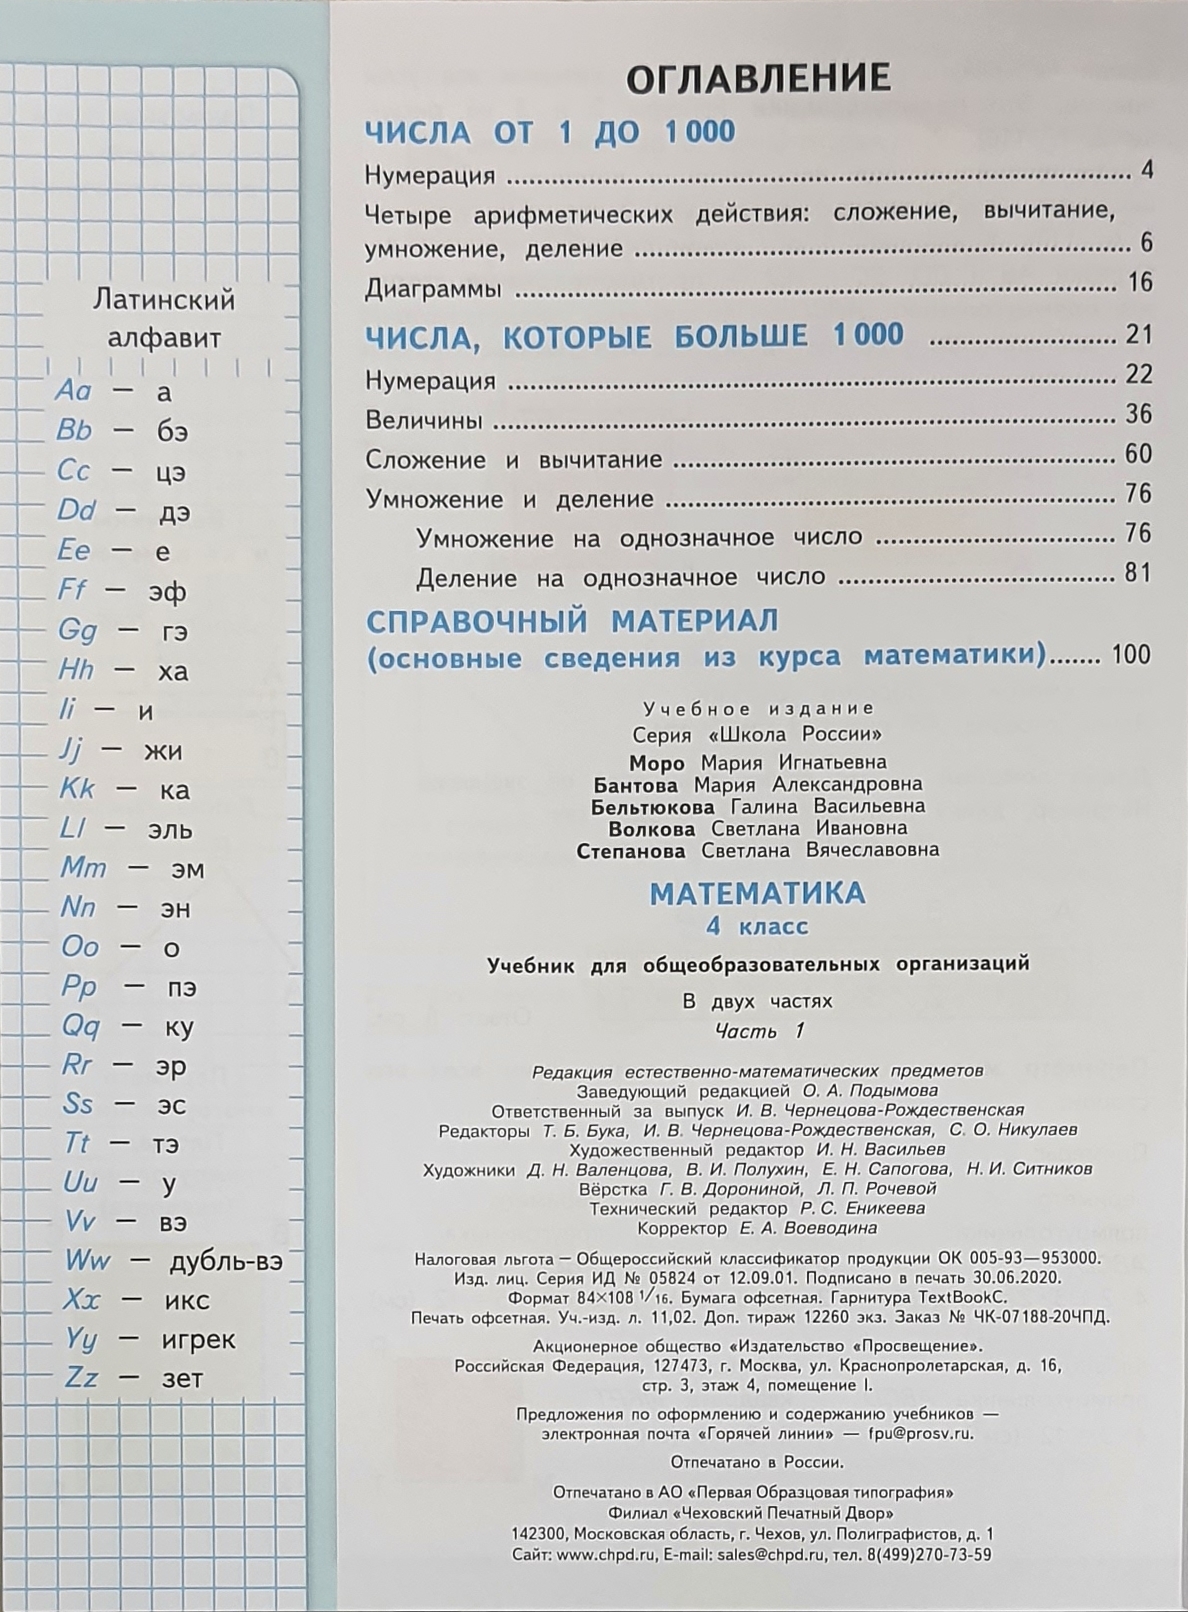 Латинский
алфавит
Aa — а
Bb — бэ
Cc — цэ
Dd — дэ
Ee — е
Ff — эф
Gg — гэ
Hh — ха
Ii — и
Jj — жи
Kk — ка
Ll — эль
Mm — эм
Nn — эн
Oo — о
Pp — пэ
Qq — ку
Rr — эр
Ss — эс
Tt — тэ
Uu — у
Vv — вэ
Ww — дубль-вэ
Xx — икс
Yy — игрек
Zz — зет
ОГЛАВЛЕНИЕ
ЧИСЛА ОТ 1 ДО 1 000
Нумерация ........ 4
Четыре арифметических действия: сложение, вычитание,
умножение, деление ........ 6
Диаграммы ........ 16
ЧИСЛА, КОТОРЫЕ БОЛЬШЕ 1 000 ........ 21
Нумерация ........ 22
Величины ........ 36
Сложение и вычитание ........ 60
Умножение и деление ........ 76
Умножение на однозначное число ........ 76
Деление на однозначное число ........ 81
СПРАВОЧНЫЙ МАТЕРИАЛ
(основные сведения из курса математики)....... 100
Учебное издание
Серия «Школа России»
Моро Мария Игнатьевна
Бантова Мария Александровна
Бельтюкова Галина Васильевна
Волкова Светлана Ивановна
Степанова Светлана Вячеславовна
МАТЕМАТИКА
4 класс
Учебник для общеобразовательных организаций
В двух частях
Часть 1
Редакция естественно-математических предметов
Заведующий редакцией О. А. Подымова
Ответственный за выпуск И. В. Чернецова-Рождественская
Редакторы Т. Б. Бука, И. В. Чернецова-Рождественская, С. О. Никулаев
Художественный редактор И. Н. Васильев
Художники Д. Н. Валенцова, В. И. Полухин, Е. Н. Сапогова, Н. И. Ситников
Вёрстка Г. В. Дорониной, Л. П. Рочевой
Технический редактор Р. С. Еникеева
Корректор Е. А. Воеводина
Налоговая льгота — Общероссийский классификатор продукции ОК 005-93—953000.
Изд. лиц. Серия ИД № 05824 от 12.09.01. Подписано в печать 30.06.2020.
Формат 84×108 1/16. Бумага офсетная. Гарнитура TextBookC.
Печать офсетная. Уч.-изд. л. 11,02. Доп. тираж 12260 экз. Заказ № ЧК-07188-20ЧПД.
Акционерное общество «Издательство «Просвещение».
Российская Федерация, 127473, г. Москва, ул. Краснопролетарская, д. 16,
стр. 3, этаж 4, помещение I.
Предложения по оформлению и содержанию учебников —
электронная почта «Горячей линии» — fpu@prosv.ru.
Отпечатано в России.
Отпечатано в АО «Первая Образцовая типография»
Филиал «Чеховский Печатный Двор»
142300, Московская область, г. Чехов, ул. Полиграфистов, д. 1
Сайт: www.chpd.ru, E-mail: sales@chpd.ru, тел. 8(499)270-73-59